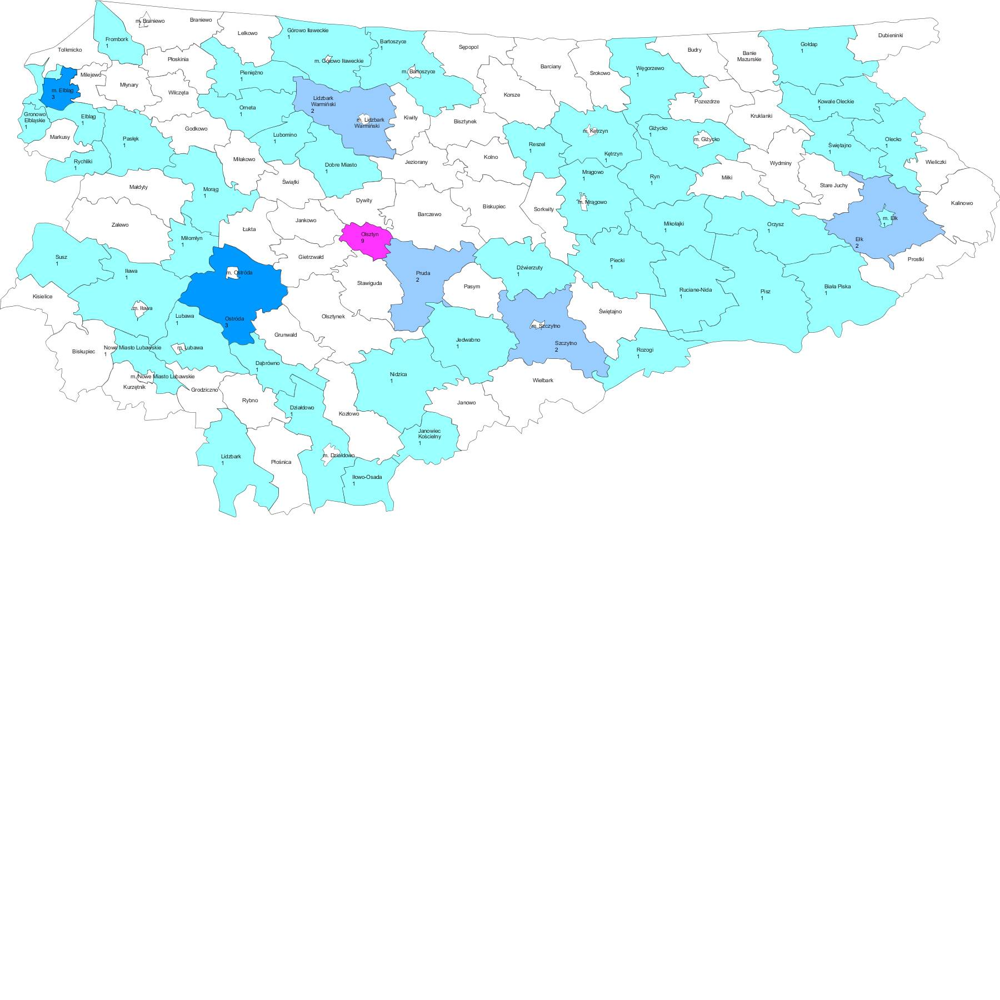 m. Braniewo
Braniewo
Lelkowo
Górowo Iławeckie
1
Bartoszyce
1
Sępopol
Frombork
1
Tolkmicko
Płoskinia
m. Górowo Iławeckie
m. Bartoszyce
Barciany
Srokowo
Węgorzewo
1
Budry
Banie
Mazurskie
Gołdap
1
Dubeninki
Milejewo
m. Elbląg
3
Młynary
Wilczęta
Pieniężno
1
Lidzbark
Warmiński
2
m. Lidzbark
Warmiński
Kiwity
Bisztynek
Korsze
Pozezdrze
Kruklanki
Kowale Oleckie
1
Gronowo
Elbląskie
1
Elbląg
1
Markusy
Pasłęk
1
Godkowo
Orneta
1
Lubomino
1
m. Kętrzyn
Kętrzyn
1
Giżycko
1
m. Giżycko
Świętajno
1
Olecko
1
Rychliki
1
Miłakowo
Dobre Miasto
1
Jeziorany
Kolno
Reszel
1
Wydminy
Wieliczki
Małdyty
Morąg
1
Świątki
Mrągowo
1
Ryn
1
Miłki
Stare Juchy
Dywity
Barczewo
Biskupiec
Sorkwity
m. Mrągowo
Kalinowo
Zalewo
Łukta
Jankowo
Mikołajki
1
Orzysz
1
m. Ełk
1
Ełk
2
Miłomłyn
1
Olsztyn
9
Susz
1
Iława
1
m. Ostróda
Gietrzwałd
Stawiguda
Pruda
2
Pasym
Dźwierzuty
1
Piecki
1
Prostki
Kisielice
m. Iława
Ruciane-Nida
1
Pisz
1
Biała Piska
1
Lubawa
1
Ostróda
3
Olsztynek
m. Szczytno
Szczytno
2
Świętajno
Grunwald
Jedwabno
1
Biskupiec
Nowe Miasto Lubawskie
1
m. Lubawa
Rozogi
1
Dąbrówno
1
Nidzica
1
Wielbark
m. Nowe Miasto Lubawskie
Kurzętnik
Grodziczno
Rybno
Działdowo
1
Kozłowo
Janowo
Janowiec
Kościelny
1
Lidzbark
1
Płośnica
m. Działdowo
Iłowo-Osada
1